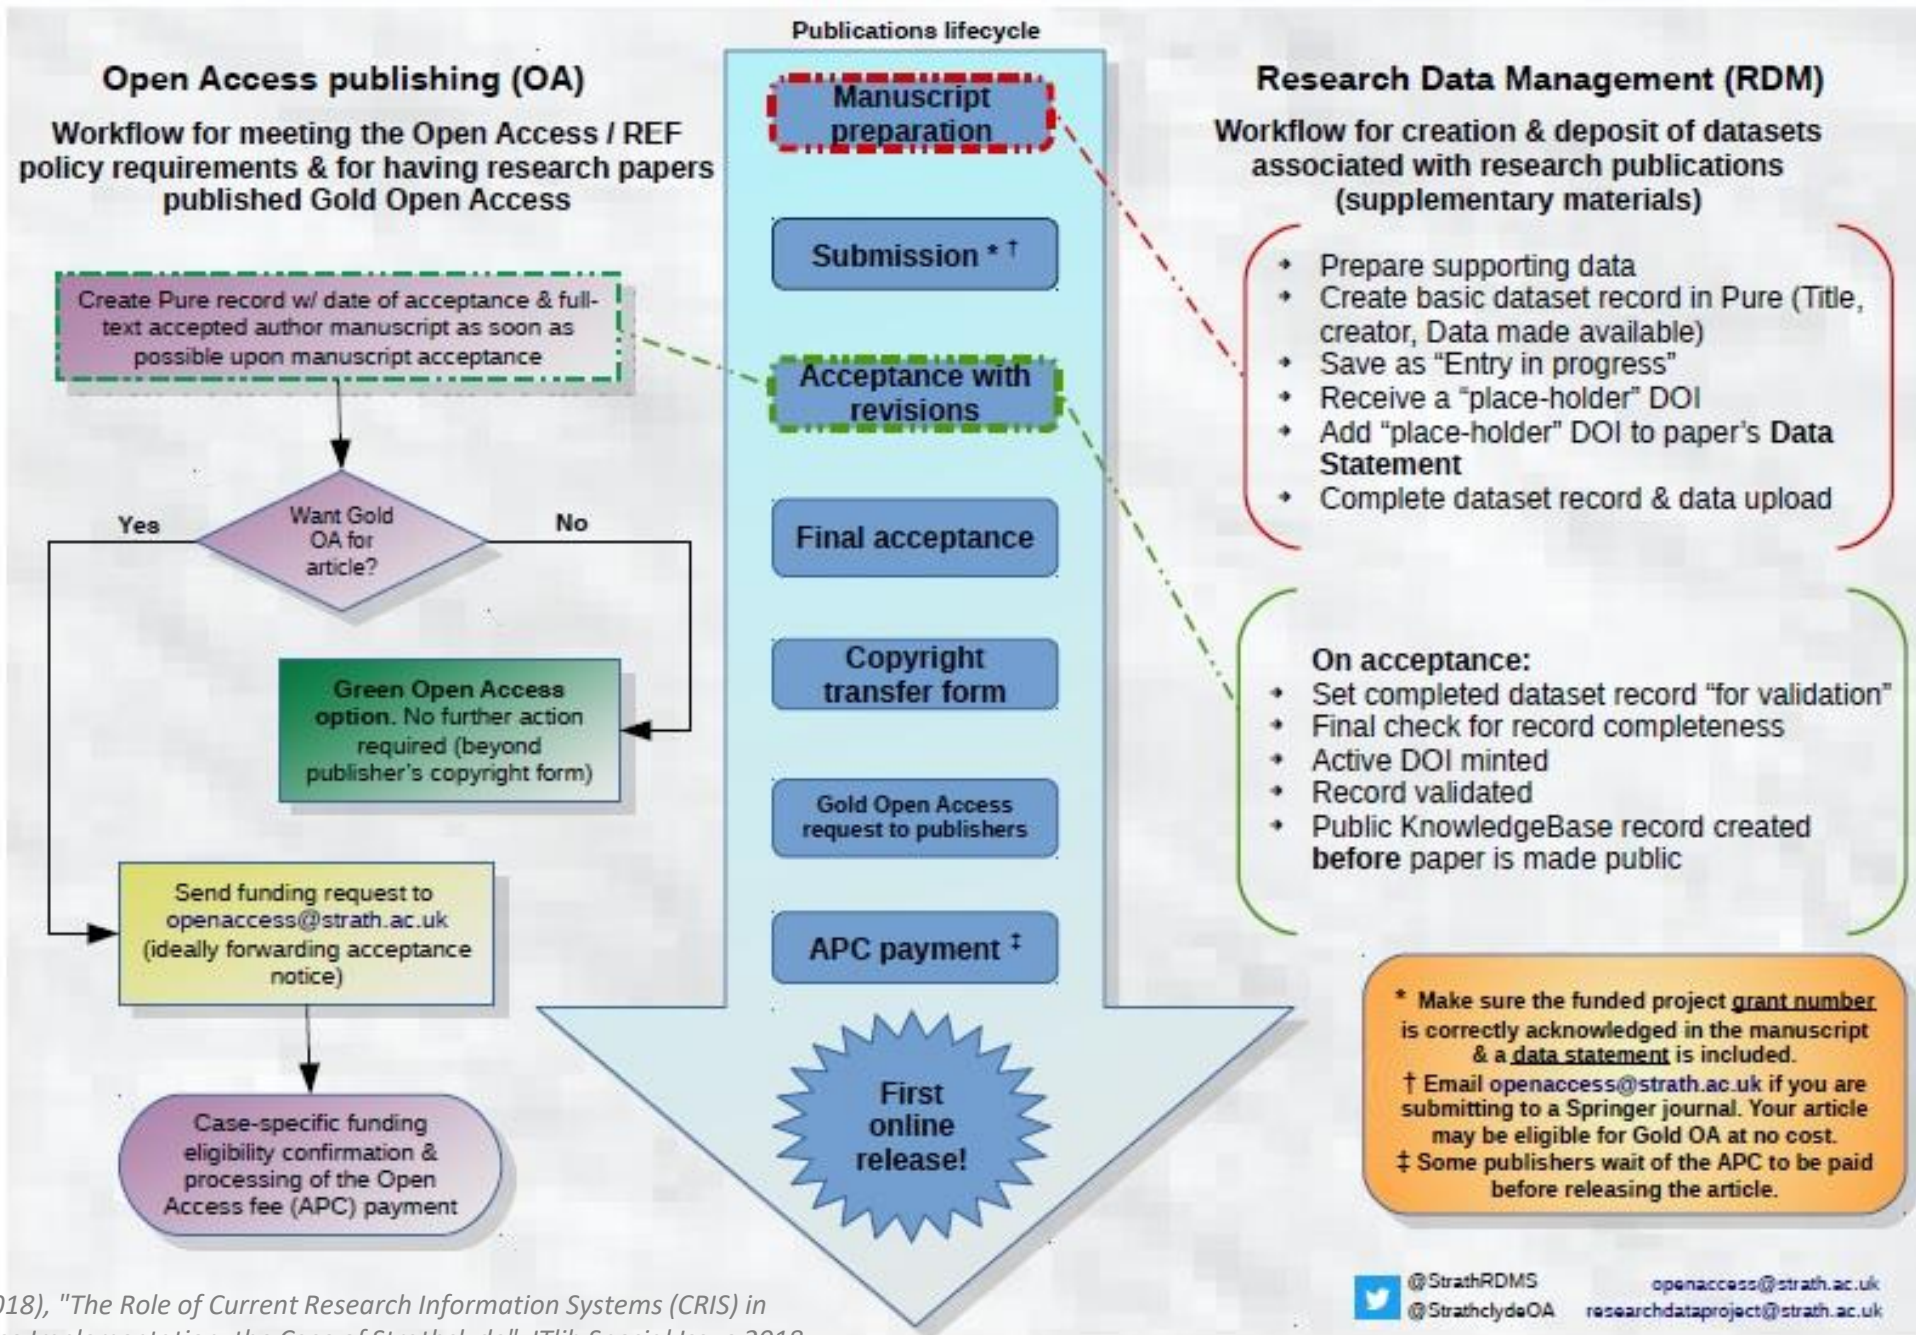 Publications lifecycle
Open Access publishing (OA)
Workflow for meeting the Open Access / REF
policy requirements & for having research papers
published Gold Open Access
Create Pure record w/ date of acceptance & full-
text accepted author manuscript as soon as
possible upon manuscript acceptance
Want Gold
OA for
article?
Yes
No
Green Open Access
option. No further action
required (beyond
publisher's copyright form)
Send funding request to
openaccess@strath.ac.uk
(ideally forwarding acceptance
notice)
Case-specific funding
eligibility confirmation &
processing of the Open
Access fee (APC) payment
Manuscript
preparation
Submission * †
Acceptance with
revisions
Final acceptance
Copyright
transfer form
Gold Open Access
request to publishers
APC payment ‡
First
online
release!
Research Data Management (RDM)
Workflow for creation & deposit of datasets
associated with research publications
(supplementary materials)
Prepare supporting data
Create basic dataset record in Pure (Title,
creator, Data made available)
Save as “Entry in progress”
Receive a “place-holder” DOI
Add “place-holder” DOI to paper's Data
Statement
Complete dataset record & data upload
On acceptance:
Set completed dataset record “for validation”
Final check for record completeness
Active DOI minted
Record validated
Public KnowledgeBase record created
before paper is made public
* Make sure the funded project grant number
is correctly acknowledged in the manuscript
& a data statement is included.
† Email openaccess@strath.ac.uk if you are
submitting to a Springer journal. Your article
may be eligible for Gold OA at no cost.
‡ Some publishers wait of the APC to be paid
before releasing the article.
@StrathRDMS
@StrathclydeOA
openaccess@strath.ac.uk
researchdataproject@strath.ac.uk
018), "The Role of Current Research Information Systems (CRIS) in